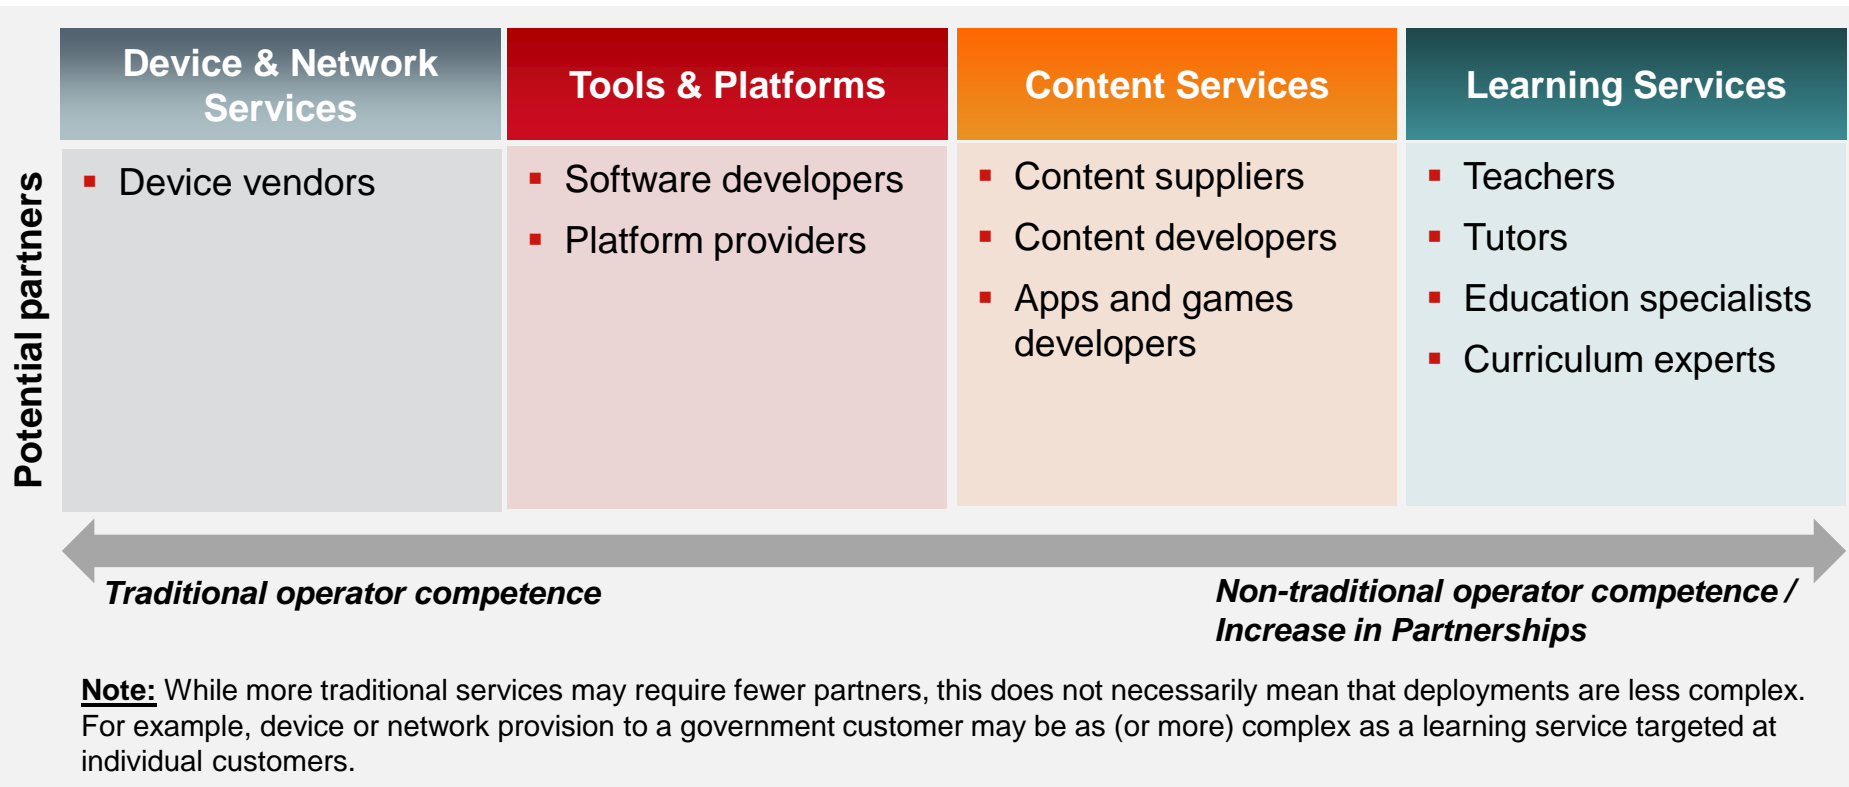 Device & Network
Services
Tools & Platforms
Content Services
Learning Services
Potential partners
▪ Device vendors
▪ Software developers
▪ Platform providers
▪ Content suppliers
▪ Content developers
▪ Apps and games
developers
▪ Teachers
▪ Tutors
▪ Education specialists
▪ Curriculum experts
Traditional operator competence
Non-traditional operator competence /
Increase in Partnerships
Note: While more traditional services may require fewer partners, this does not necessarily mean that deployments are less complex.
For example, device or network provision to a government customer may be as (or more) complex as a learning service targeted at
individual customers.